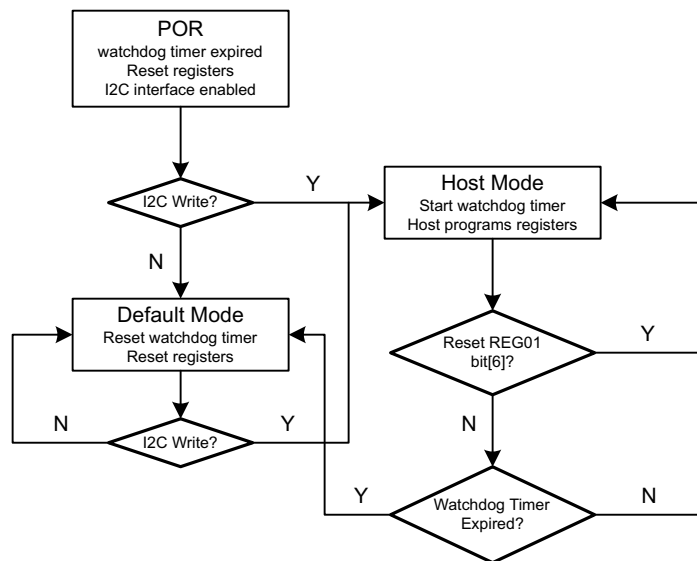 POR
watchdog timer expired
Reset registers
I2C interface enabled
I2C Write?
Y
N
Host Mode
Start watchdog timer
Host programs registers
Default Mode
Reset watchdog timer
Reset registers
Reset REG01
bit[6]?
Y
N
I2C Write?
N
Y
Watchdog Timer
Expired?
Y
N